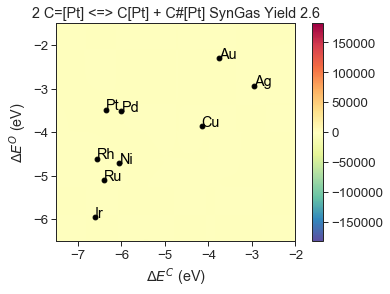 2 C=[Pt] <=> C[Pt] + C#[Pt] SynGas Yield 2.6
−2
−3
−4
−5
−6
ΔE^O (eV)
Au
Ag
Pt
Pd
Cu
Rh
Ni
Ru
Ir
−7
−6
−5
−4
−3
−2
ΔE^C (eV)
150000
100000
50000
0
−50000
−100000
−150000